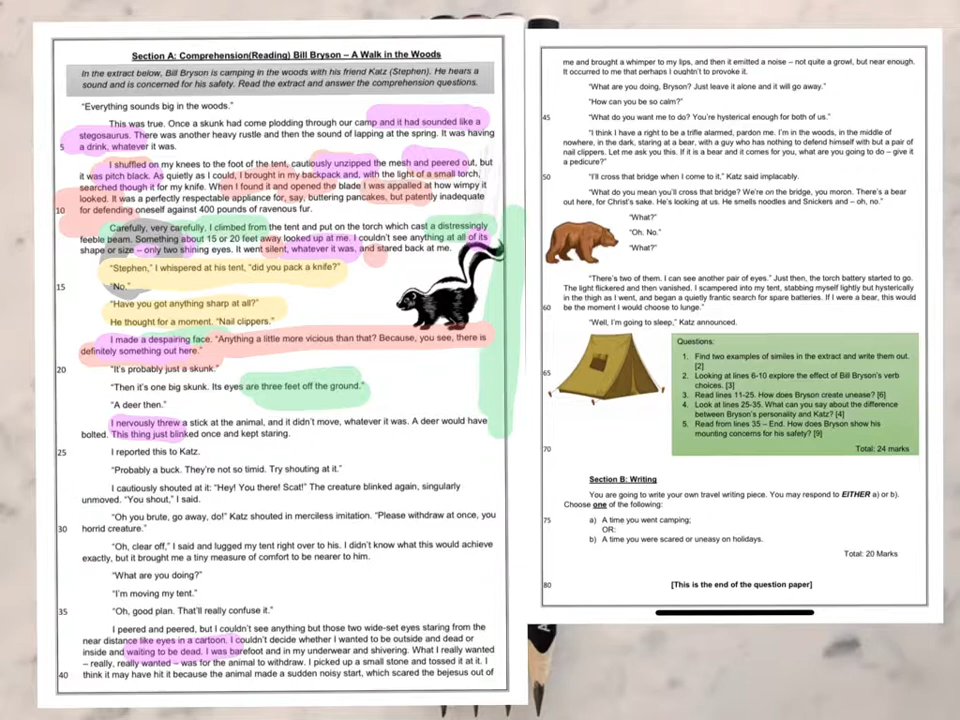 Section A: Comprehension(Reading) Bill Bryson – A Walk in the Woods
In the extract below, Bill Bryson is camping in the woods with his friend Katz (Stephen). He hears a
sound and is concerned for his safety. Read the extract and answer the comprehension questions.
"Everything sounds big in the woods."
This was true. Once a skunk had come plodding through our camp and it had sounded like a
stegosaurus. There was another heavy rustle and then the sound of lapping at the spring. It was having
5 a drink, whatever it was.
I shuffled on my knees to the foot of the tent, cautiously unzipped the mesh and peered out, but
it was pitch black. As quietly as I could, I brought in my backpack and, with the light of a small torch,
searched though it for my knife. When I found it and opened the blade I was appalled at how wimpy it
looked. It was a perfectly respectable appliance for, say, buttering pancakes, but patently inadequate
10 for defending oneself against 400 pounds of ravenous fur.
Carefully, very carefully, I climbed from the tent and put on the torch which cast a distressingly
feeble beam. Something about 15 or 20 feet away looked up at me. I couldn't see anything at all of its
shape or size – only two shining eyes. It went silent, whatever it was, and stared back at me.
"Stephen," I whispered at his tent, "did you pack a knife?"
15 "No."
"Have you got anything sharp at all?"
He thought for a moment. "Nail clippers."
I made a despairing face. "Anything a little more vicious than that? Because, you see, there is
definitely something out here."
20 "It's probably just a skunk."
"Then it's one big skunk. Its eyes are three feet off the ground."
"A deer then."
I nervously threw a stick at the animal, and it didn't move, whatever it was. A deer would have
bolted. This thing just blinked once and kept staring.
25 I reported this to Katz.
"Probably a buck. They're not so timid. Try shouting at it."
I cautiously shouted at it: "Hey! You there! Scat!" The creature blinked again, singularly
unmoved. "You shout," I said.
"Oh you brute, go away, do!" Katz shouted in merciless imitation. "Please withdraw at once, you
30 horrid creature."
"Oh, clear off," I said and lugged my tent right over to his. I didn't know what this would achieve
exactly, but it brought me a tiny measure of comfort to be nearer to him.
"What are you doing?"
"I'm moving my tent."
35 "Oh, good plan. That'll really confuse it."
I peered and peered, but I couldn't see anything but those two wide-set eyes staring from the
near distance like eyes in a cartoon. I couldn't decide whether I wanted to be outside and dead or
inside and waiting to be dead. I was barefoot and in my underwear and shivering. What I really wanted
– really, really wanted – was for the animal to withdraw. I picked up a small stone and tossed it at it. I
40 think it may have hit it because the animal made a sudden noisy start, which scared the bejesus out of
me and brought a whimper to my lips, and then it emitted a noise – not quite a growl, but near enough.
It occurred to me that perhaps I oughtn't to provoke it.
"What are you doing, Bryson? Just leave it alone and it will go away."
"How can you be so calm?"
45 "What do you want me to do? You're hysterical enough for both of us."
"I think I have a right to be a trifle alarmed, pardon me. I'm in the woods, in the middle of
nowhere, in the dark, staring at a bear, with a guy who has nothing to defend himself with but a pair of
nail clippers. Let me ask you this. If it is a bear and it comes for you, what are you going to do – give it
a pedicure?"
50 "I'll cross that bridge when I come to it," Katz said implacably.
"What do you mean you'll cross that bridge? We're on the bridge, you moron. There's a bear
out here, for Christ's sake. He's looking at us. He smells noodles and Snickers and – oh, no."
"What?"
"Oh. No."
"What?"
"There's two of them. I can see another pair of eyes." Just then, the torch battery started to go.
The light flickered and then vanished. I scampered into my tent, stabbing myself lightly but hysterically
in the thigh as I went, and began a quietly frantic search for spare batteries. If I were a bear, this would
60 be the moment I would choose to lunge."
"Well, I'm going to sleep," Katz announced.
65
70
Questions:
1. Find two examples of similes in the extract and write them out.
[2]
2. Looking at lines 6-10 explore the effect of Bill Bryson's verb
choices. [3]
3. Read lines 11-25. How does Bryson create unease? [6]
4. Look at lines 25-35. What can you say about the difference
between Bryson's personality and Katz? [4]
5. Read from lines 35 – End. How does Bryson show his
mounting concerns for his safety? [9]
Total: 24 marks
Section B: Writing
You are going to write your own travel writing piece. You may respond to EITHER a) or b).
Choose one of the following:
75 a) A time you went camping;
OR:
b) A time you were scared or uneasy on holidays.
Total: 20 Marks
80 [This is the end of the question paper]